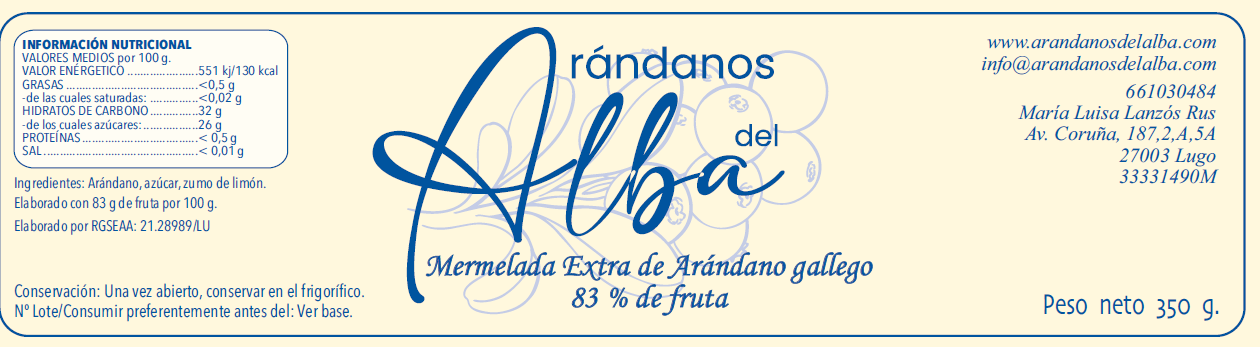 INFORMACIÓN NUTRICIONAL
VALORES MEDIOS por 100 g.
VALOR ENÉRGETICO ......................551 kj/130 kcal
GRASAS .........................................<0,5 g
-de las cuales saturadas: ...............<0,02 g
HIDRATOS DE CARBONO ...............32 g
-de los cuales azúcares: .................26 g
PROTEÍNAS ....................................< 0,5 g
SAL ................................................< 0,01 g
Ingredientes: Arándano, azúcar, zumo de limón.
Elaborado con 83 g de fruta por 100 g.
Elaborado por RGSEAA: 21.28989/LU
Conservación: Una vez abierto, conservar en el frigorífico.
Nº Lote/Consumir preferentemente antes del: Ver base.
Arándanos
del
Alba
Mermelada Extra de Arándano gallego
83 % de fruta
www.arandanosdelalba.com
info@arandanosdelalba.com
661030484
María Luisa Lanzós Rus
Av. Coruña, 187,2,A,5A
27003 Lugo
33331490M
Peso neto 350 g.